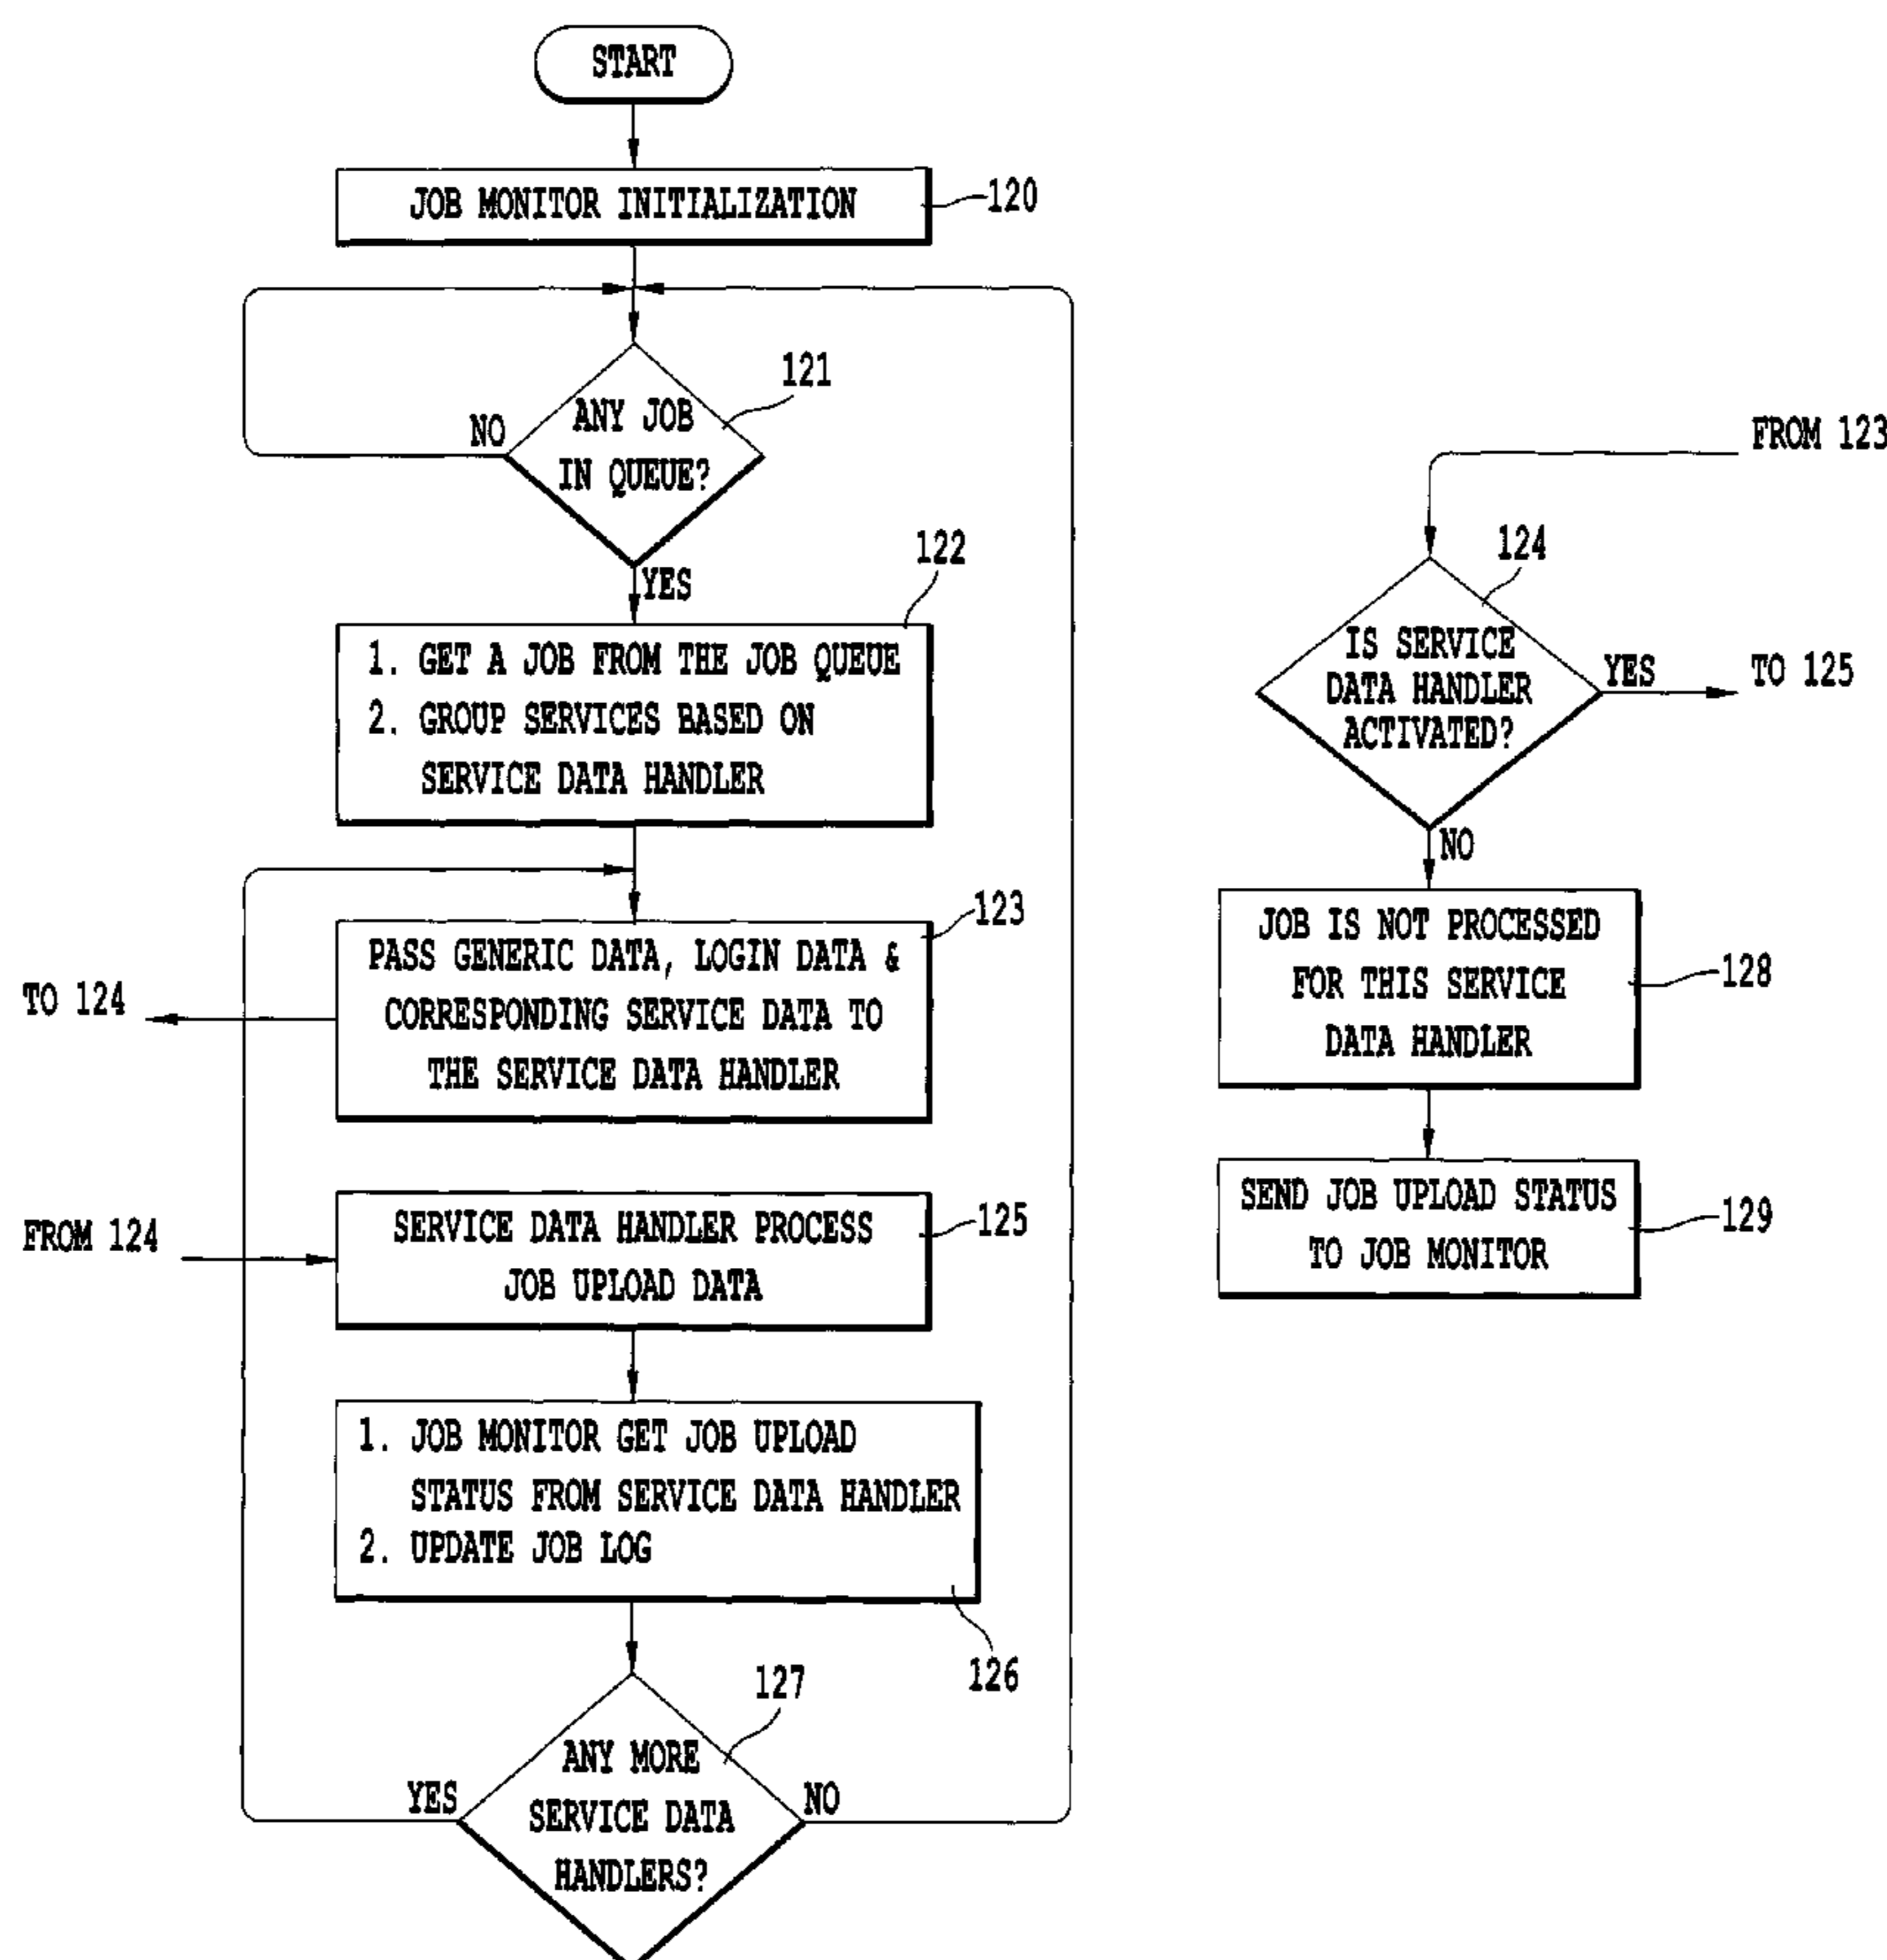 START
JOB MONITOR INITIALIZATION
120
121
ANY JOB
IN QUEUE?
NO
YES
122
1. GET A JOB FROM THE JOB QUEUE
2. GROUP SERVICES BASED ON
SERVICE DATA HANDLER
123
PASS GENERIC DATA, LOGIN DATA &
CORRESPONDING SERVICE DATA TO
THE SERVICE DATA HANDLER
TO 124
FROM 124
SERVICE DATA HANDLER PROCESS
JOB UPLOAD DATA
125
1. JOB MONITOR GET JOB UPLOAD
STATUS FROM SERVICE DATA HANDLER
2. UPDATE JOB LOG
126
127
ANY MORE
SERVICE DATA
HANDLERS?
YES
NO
FROM 123
124
IS SERVICE
DATA HANDLER
ACTIVATED?
YES
TO 125
NO
JOB IS NOT PROCESSED
FOR THIS SERVICE
DATA HANDLER
128
SEND JOB UPLOAD STATUS
TO JOB MONITOR
129